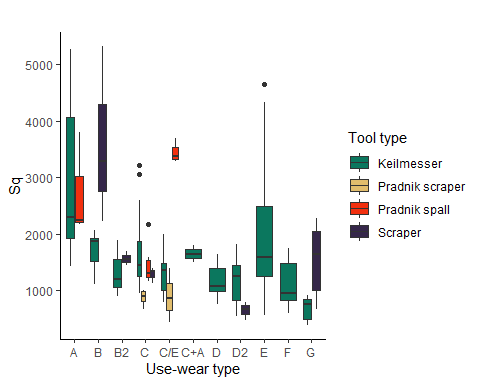 Sq
5000
4000
3000
2000
1000
A B B2 C C/E C+A D D2 E F G
Use-wear type
Tool type
Keilmesser
Pradnik scraper
Pradnik spall
Scraper